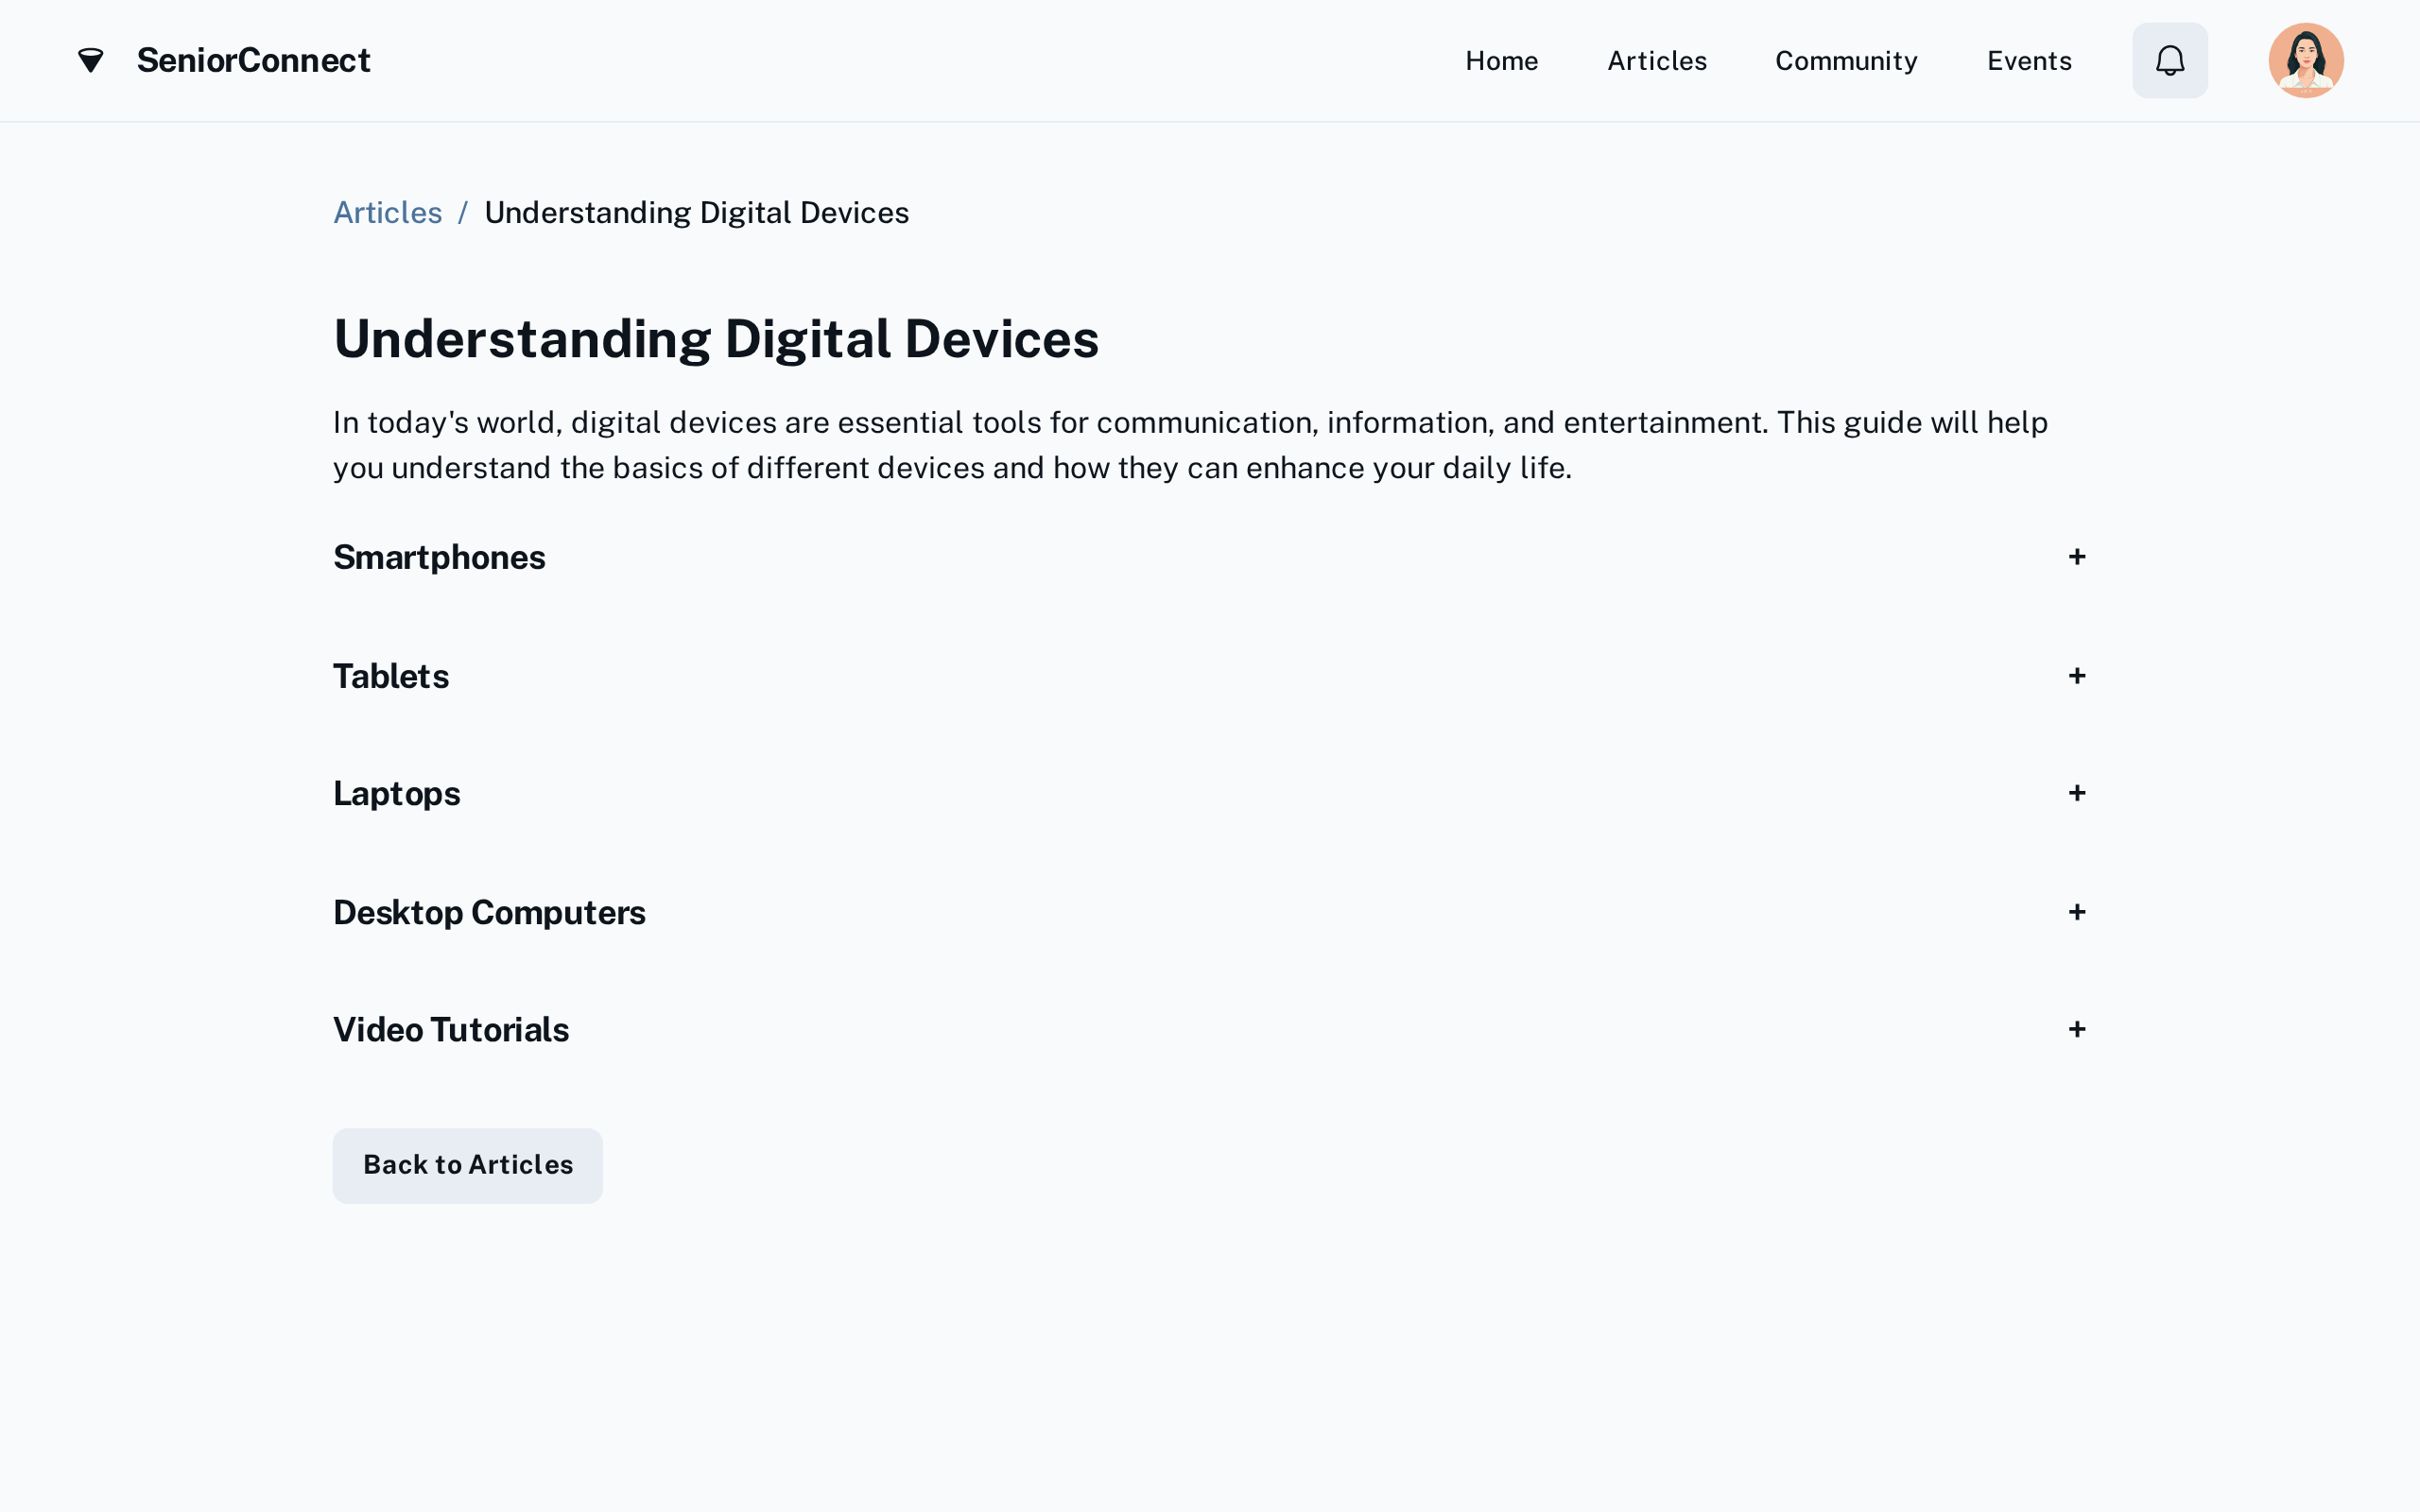 SeniorConnect
Home
Articles
Community
Events
Articles / Understanding Digital Devices
Understanding Digital Devices
In today's world, digital devices are essential tools for communication, information, and entertainment. This guide will help
you understand the basics of different devices and how they can enhance your daily life.
Smartphones +
Tablets +
Laptops +
Desktop Computers +
Video Tutorials +
Back to Articles